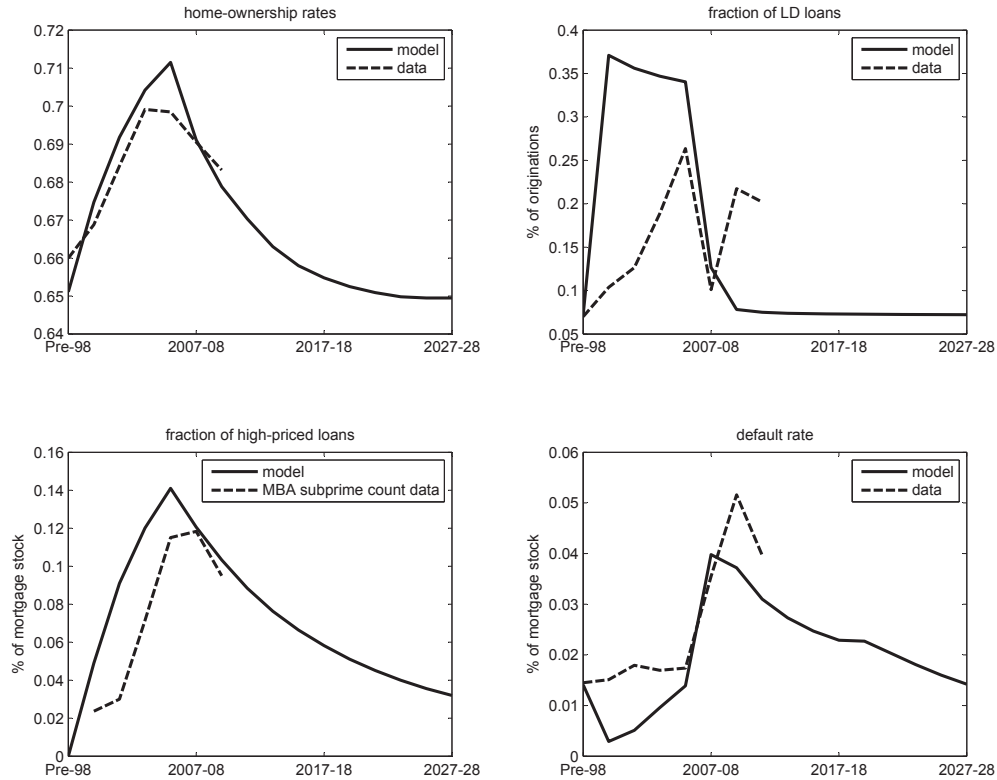 home-ownership rates
0.72
0.71
0.7
0.69
0.68
0.67
0.66
0.65
0.64
Pre-98 2007-08 2017-18 2027-28
model
data
fraction of LD loans
% of originations
0.4
0.35
0.3
0.25
0.2
0.15
0.1
0.05
Pre-98 2007-08 2017-18 2027-28
model
data
fraction of high-priced loans
% of mortgage stock
0.16
0.14
0.12
0.1
0.08
0.06
0.04
0.02
0
Pre-98 2007-08 2017-18 2027-28
model
MBA subprime count data
default rate
% of mortgage stock
0.06
0.05
0.04
0.03
0.02
0.01
0
Pre-98 2007-08 2017-18 2027-28
model
data